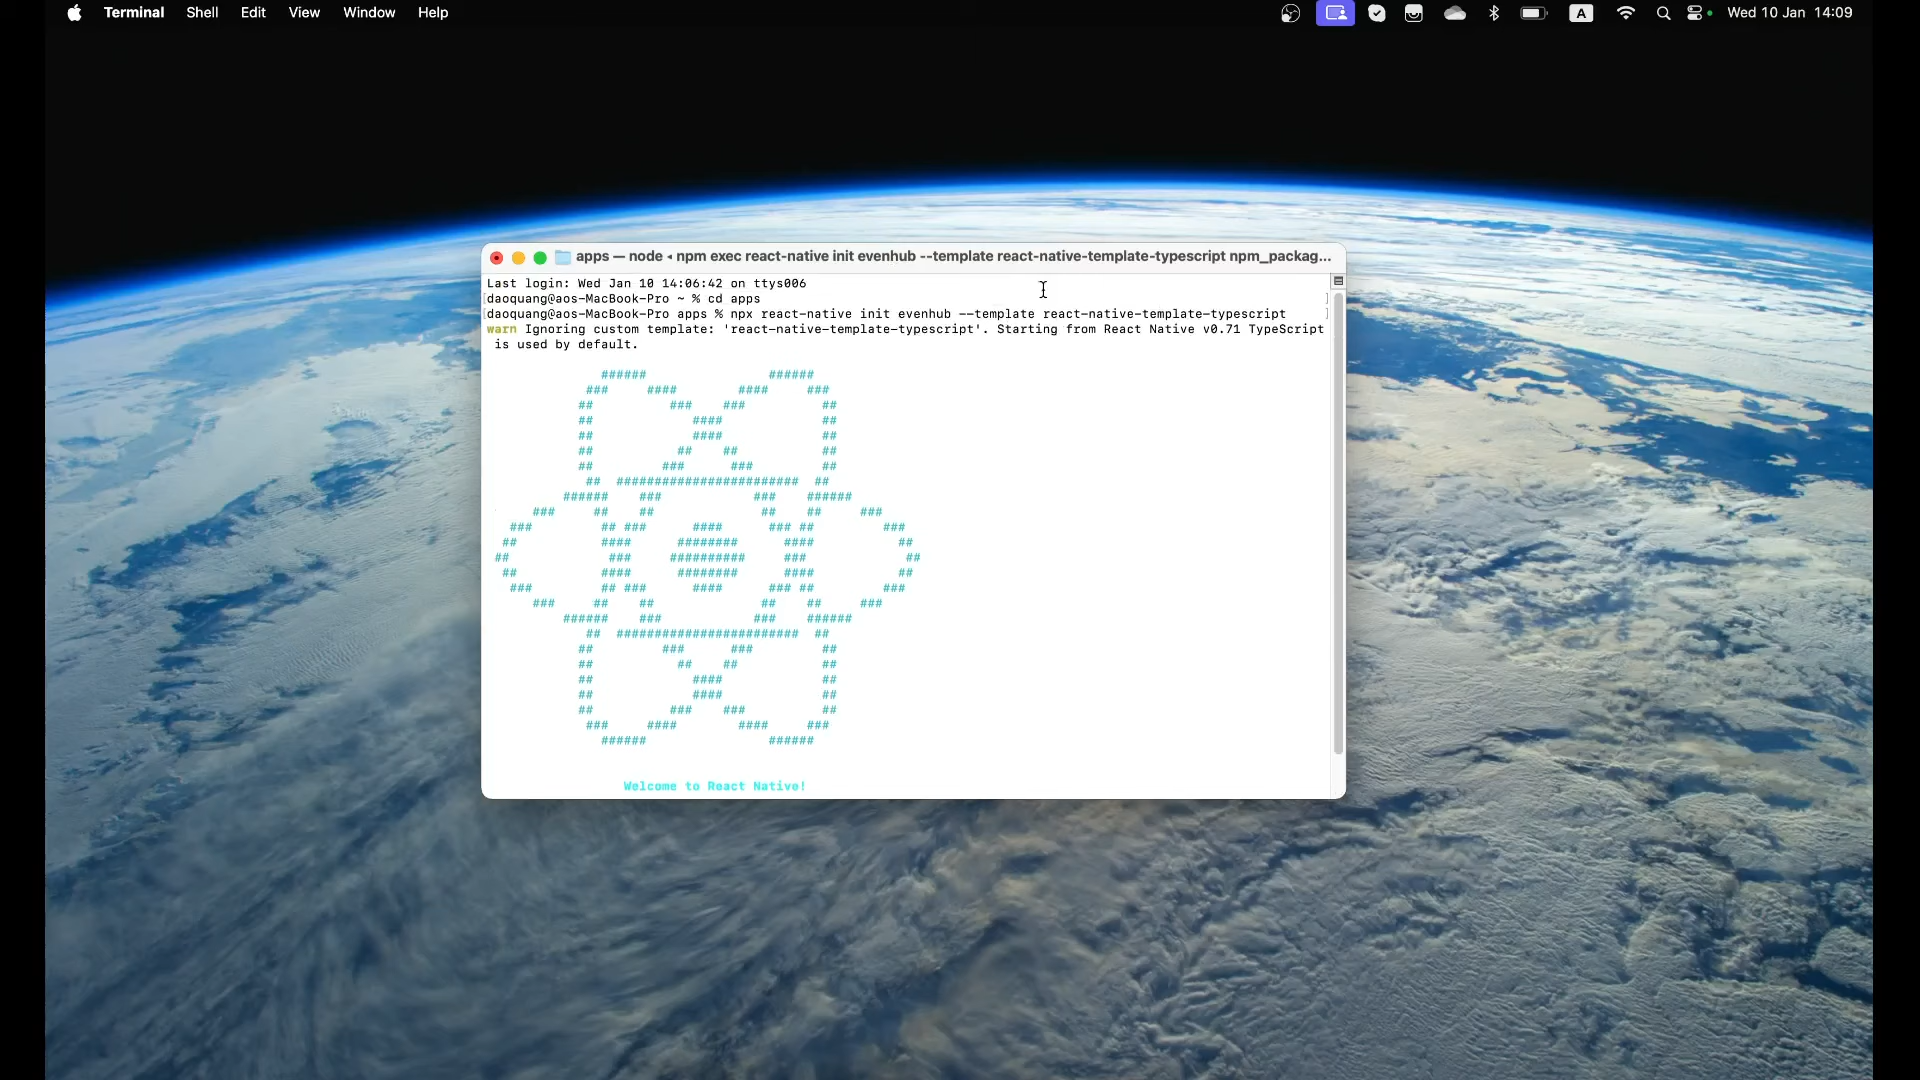 Terminal Shell Edit View Window Help A Wed 10 Jan 14:09
apps — node ◂ npm exec react-native init evenhub --template react-native-template-typescript npm_packag...
Last login: Wed Jan 10 14:06:42 on ttys006
[daoquang@aos-MacBook-Pro ~ % cd apps ]
[daoquang@aos-MacBook-Pro apps % npx react-native init evenhub --template react-native-template-typescript ]
warn Ignoring custom template: 'react-native-template-typescript'. Starting from React Native v0.71 TypeScript
is used by default.
###### ######
### #### #### ###
## ### ### ##
## #### ##
## #### ##
## ## ## ##
## ### ### ##
## ######################## ##
###### ### ### ######
### ## ## ## ## ###
### ## ### #### ### ## ###
## #### ######## #### ##
## ### ########## ### ##
## #### ######## #### ##
### ## ### #### ### ## ###
### ## ## ## ## ###
###### ### ### ######
## ######################## ##
## ### ### ##
## ## ## ##
## #### ##
## #### ##
## ### ### ##
### #### #### ###
###### ######
Welcome to React Native!